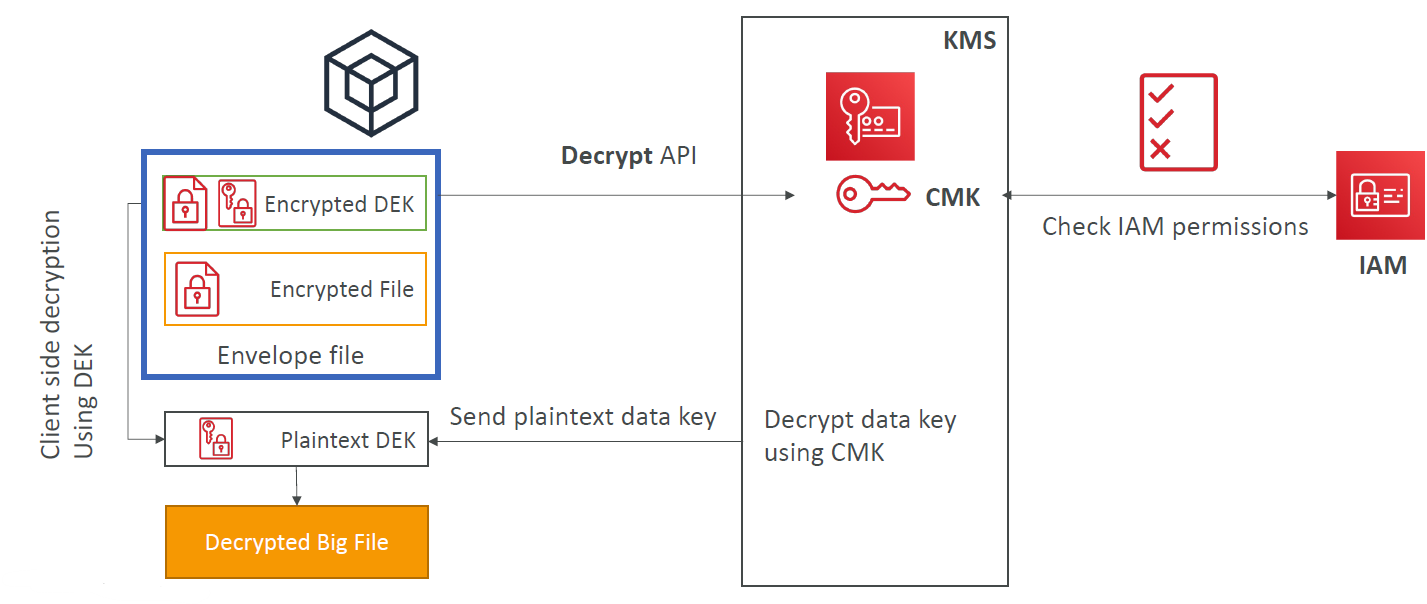 KMS
Decrypt API
Encrypted DEK
CMK
Check IAM permissions
IAM
Encrypted File
Envelope file
Client side decryption
Using DEK
Send plaintext data key
Decrypt data key
using CMK
Plaintext DEK
Decrypted Big File